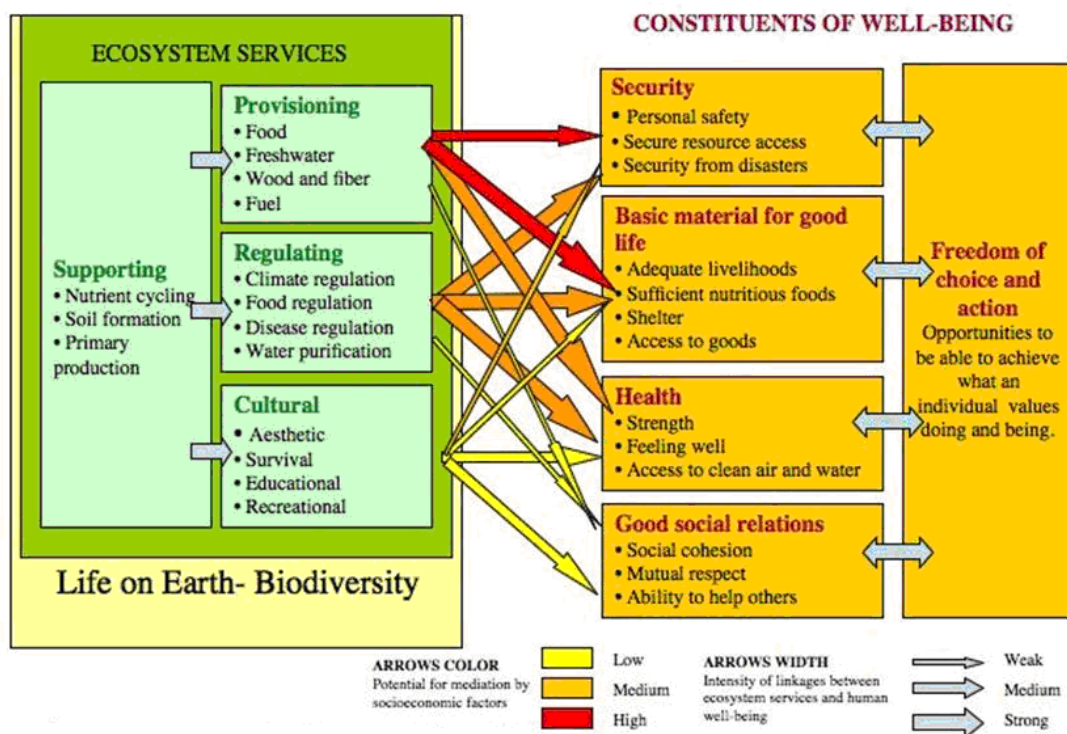 CONSTITUENTS OF WELL-BEING
ECOSYSTEM SERVICES
Supporting
• Nutrient cycling
• Soil formation
• Primary
production
Provisioning
• Food
• Freshwater
• Wood and fiber
• Fuel
Regulating
• Climate regulation
• Food regulation
• Disease regulation
• Water purification
Cultural
• Aesthetic
• Survival
• Educational
• Recreational
Life on Earth- Biodiversity
Security
• Personal safety
• Secure resource access
• Security from disasters
Basic material for good
life
• Adequate livelihoods
• Sufficient nutritious foods
• Shelter
• Access to goods
Health
• Strength
• Feeling well
• Access to clean air and water
Good social relations
• Social cohesion
• Mutual respect
• Ability to help others
Freedom of
choice and
action
Opportunities to
be able to achieve
what an
individual values
doing and being.
ARROWS COLOR
Potential for mediation by
socioeconomic factors
Low
Medium
High
ARROWS WIDTH
Intensity of linkages between
ecosystem services and human
well-being
Weak
Medium
Strong